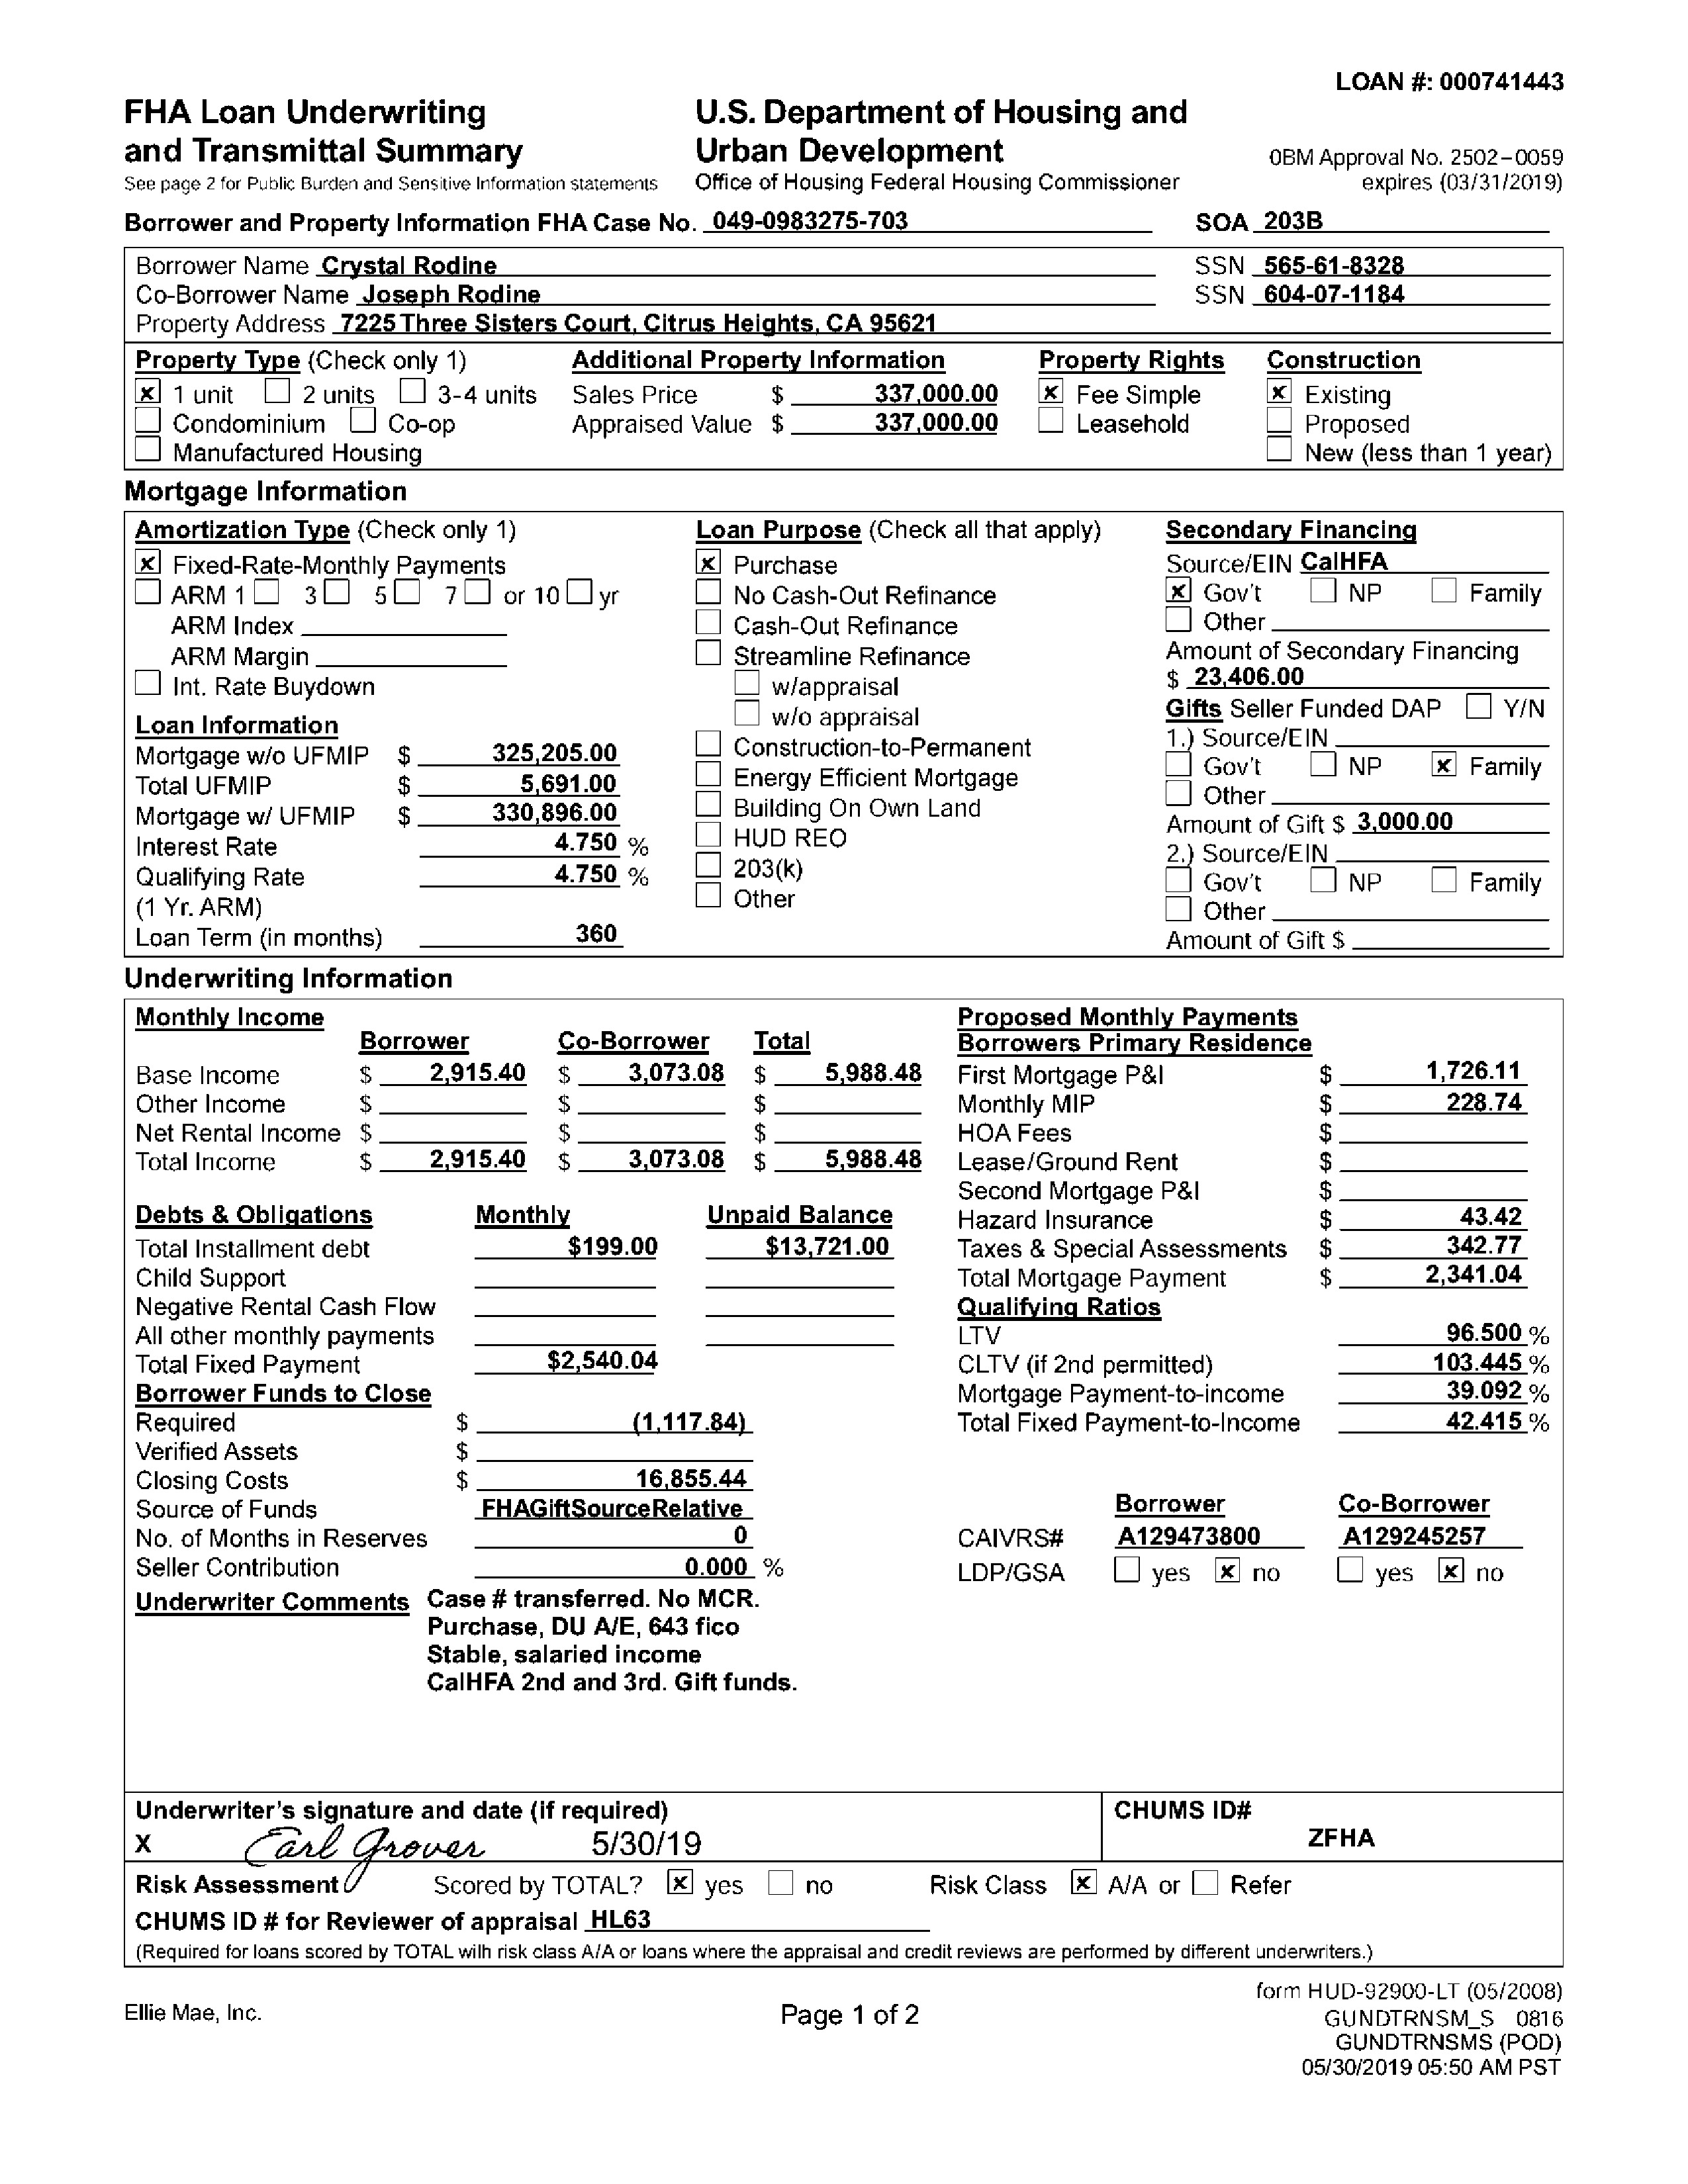 LOAN #: 000741443
FHA Loan Underwriting and Transmittal Summary
See page 2 for Public Burden and Sensitive Information statements
U.S. Department of Housing and Urban Development
Office of Housing Federal Housing Commissioner
0BM Approval No. 2502-0059
expires (03/31/2019)
Borrower and Property Information FHA Case No. 049-0983275-703 SOA 203B
Borrower Name Crystal Rodine SSN 565-61-8328
Co-Borrower Name Joseph Rodine SSN 604-07-1184
Property Address 7225 Three Sisters Court, Citrus Heights, CA 95621
Property Type (Check only 1)
x 1 unit 2 units 3-4 units
Condominium Co-op
Manufactured Housing
Additional Property Information
Sales Price $ 337,000.00
Appraised Value $ 337,000.00
Property Rights
x Fee Simple
Leasehold
Construction
x Existing
Proposed
New (less than 1 year)
Mortgage Information
Amortization Type (Check only 1)
x Fixed-Rate-Monthly Payments
ARM 1 3 5 7 or 10 yr
ARM Index
ARM Margin
Int. Rate Buydown
Loan Information
Mortgage w/o UFMIP $ 325,205.00
Total UFMIP $ 5,691.00
Mortgage w/ UFMIP $ 330,896.00
Interest Rate 4.750 %
Qualifying Rate 4.750 %
(1 Yr. ARM)
Loan Term (in months) 360
Loan Purpose (Check all that apply)
x Purchase
No Cash-Out Refinance
Cash-Out Refinance
Streamline Refinance
w/appraisal
w/o appraisal
Construction-to-Permanent
Energy Efficient Mortgage
Building On Own Land
HUD REO
203(k)
Other
Secondary Financing
Source/EIN CalHFA
x Gov't NP Family
Other
Amount of Secondary Financing
$ 23,406.00
Gifts Seller Funded DAP Y/N
1.) Source/EIN
Gov't NP x Family
Other
Amount of Gift $ 3,000.00
2.) Source/EIN
Gov't NP Family
Other
Amount of Gift $
Underwriting Information
Monthly Income
Borrower Co-Borrower Total
Base Income $ 2,915.40 $ 3,073.08 $ 5,988.48
Other Income $ $ $
Net Rental Income $ $ $
Total Income $ 2,915.40 $ 3,073.08 $ 5,988.48
Debts & Obligations Monthly Unpaid Balance
Total Installment debt $199.00 $13,721.00
Child Support
Negative Rental Cash Flow
All other monthly payments
Total Fixed Payment $2,540.04
Borrower Funds to Close
Required $ (1,117.84)
Verified Assets $
Closing Costs $ 16,855.44
Source of Funds FHAGiftSourceRelative
No. of Months in Reserves 0
Seller Contribution 0.000 %
Proposed Monthly Payments
Borrowers Primary Residence
First Mortgage P&I $ 1,726.11
Monthly MIP $ 228.74
HOA Fees $
Lease/Ground Rent $
Second Mortgage P&I $
Hazard Insurance $ 43.42
Taxes & Special Assessments $ 342.77
Total Mortgage Payment $ 2,341.04
Qualifying Ratios
LTV 96.500 %
CLTV (if 2nd permitted) 103.445 %
Mortgage Payment-to-income 39.092 %
Total Fixed Payment-to-Income 42.415 %
Borrower Co-Borrower
CAIVRS# A129473800 A129245257
LDP/GSA yes x no yes x no
Underwriter Comments Case # transferred. No MCR.
Purchase, DU A/E, 643 fico
Stable, salaried income
CalHFA 2nd and 3rd. Gift funds.
Underwriter's signature and date (if required)
X Earl Grover 5/30/19
CHUMS ID#
ZFHA
Risk Assessment Scored by TOTAL? x yes no Risk Class x A/A or Refer
CHUMS ID # for Reviewer of appraisal HL63
(Required for loans scored by TOTAL wilh risk class A/A or loans where the appraisal and credit reviews are performed by different underwriters.)
Ellie Mae, Inc.
Page 1 of 2
form HUD-92900-LT (05/2008)
GUNDTRNSM_S 0816
GUNDTRNSMS (POD)
05/30/2019 05:50 AM PST